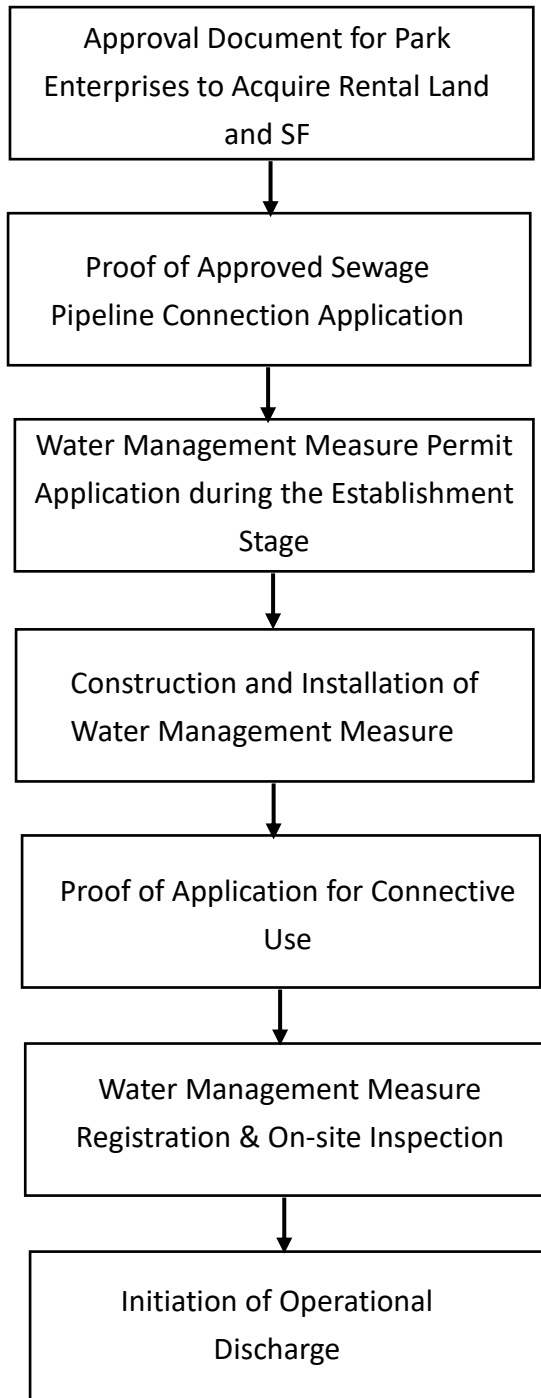 Approval Document for Park
Enterprises to Acquire Rental Land
and SF
Proof of Approved Sewage
Pipeline Connection Application
Water Management Measure Permit
Application during the Establishment
Stage
Construction and Installation of
Water Management Measure
Proof of Application for Connective
Use
Water Management Measure
Registration & On-site Inspection
Initiation of Operational
Discharge